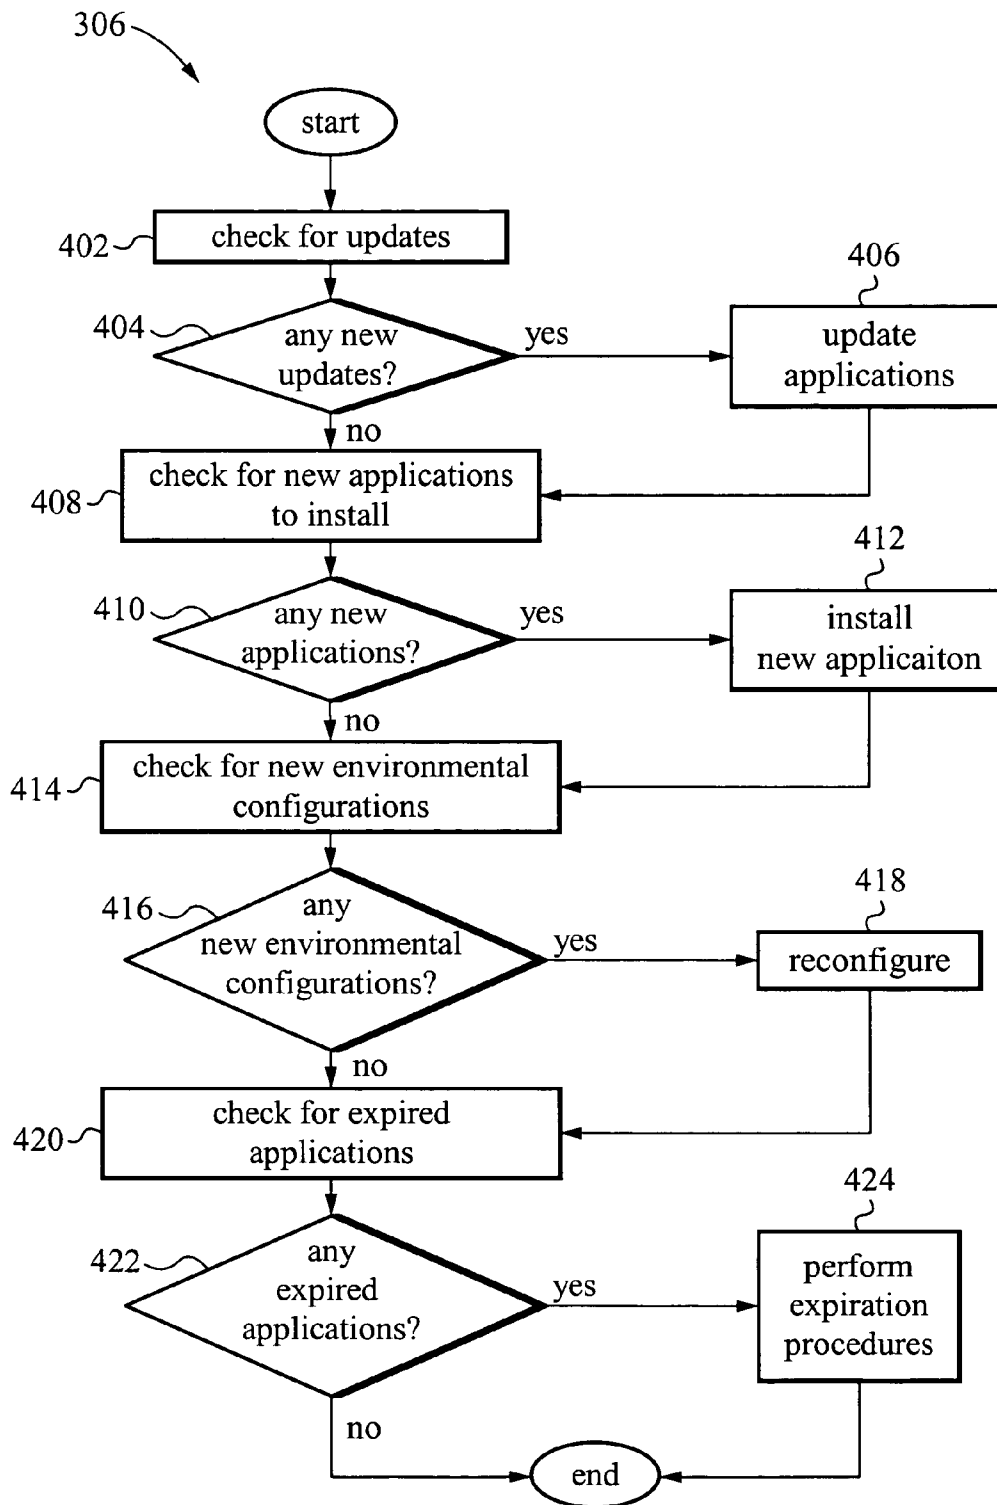 306
start
402
check for updates
404
any new
updates?
yes
406
update
applications
no
408
check for new applications
to install
410
any new
applications?
yes
412
install
new applicaiton
no
414
check for new environmental
configurations
416
any
new environmental
configurations?
yes
418
reconfigure
no
420
check for expired
applications
422
any
expired
applications?
yes
424
perform
expiration
procedures
no
end